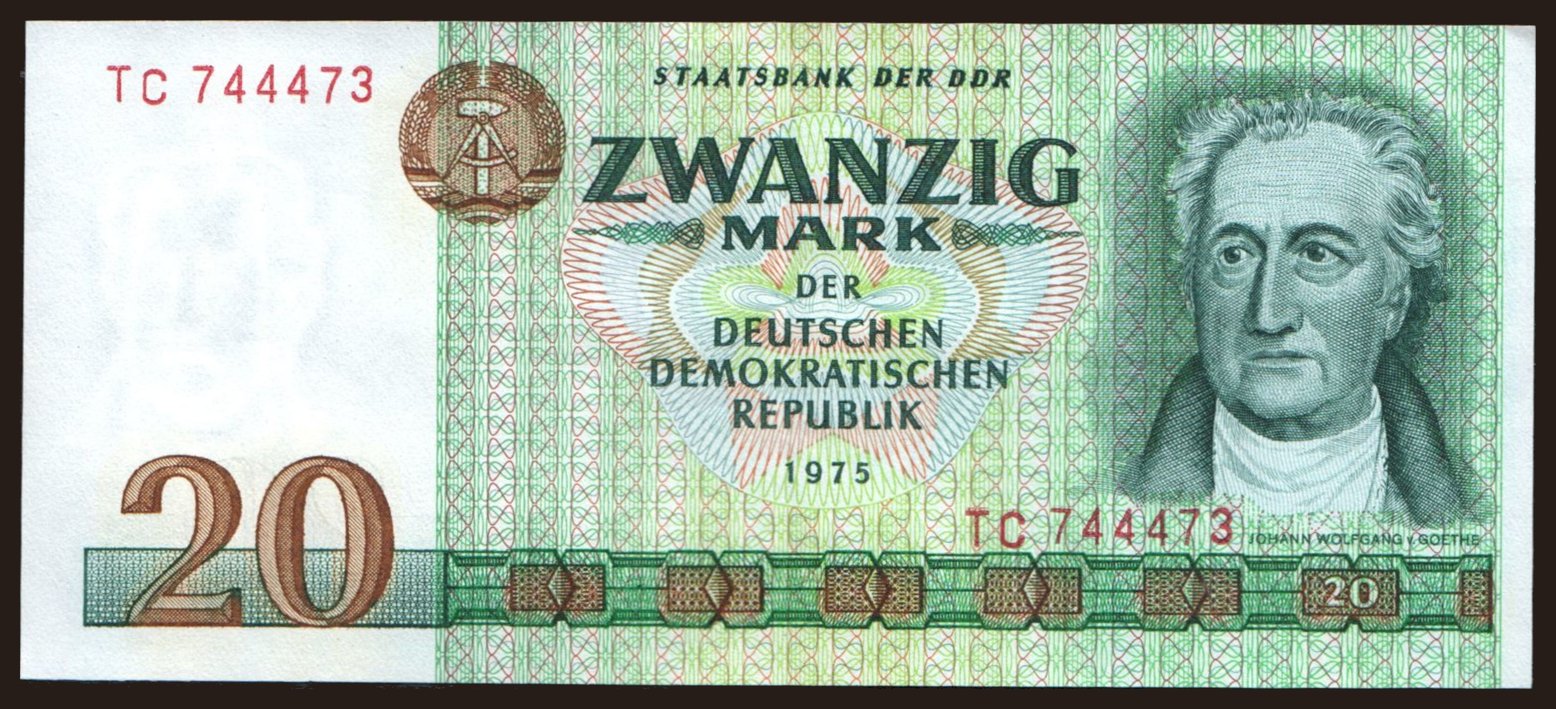 TC 744473
STAATSBANK DER DDR
ZWANZIG
MARK
DER
DEUTSCHEN
DEMOKRATISCHEN
REPUBLIK
1975
TC 744473
JOHANN WOLFGANG v. GOETHE
20
20